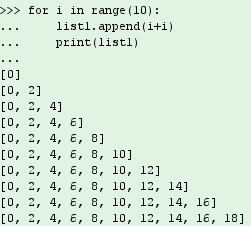 >>> for i in range(10):
...     list1.append(i+i)
...     print(list1)
...
[0]
[0, 2]
[0, 2, 4]
[0, 2, 4, 6]
[0, 2, 4, 6, 8]
[0, 2, 4, 6, 8, 10]
[0, 2, 4, 6, 8, 10, 12]
[0, 2, 4, 6, 8, 10, 12, 14]
[0, 2, 4, 6, 8, 10, 12, 14, 16]
[0, 2, 4, 6, 8, 10, 12, 14, 16, 18]